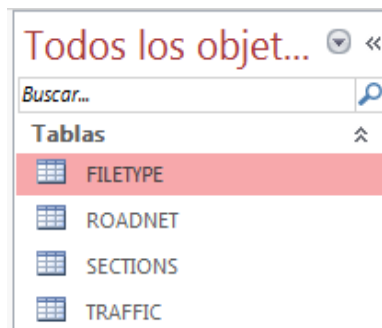 Todos los objet...
Buscar...
Tablas
FILETYPE
ROADNET
SECTIONS
TRAFFIC